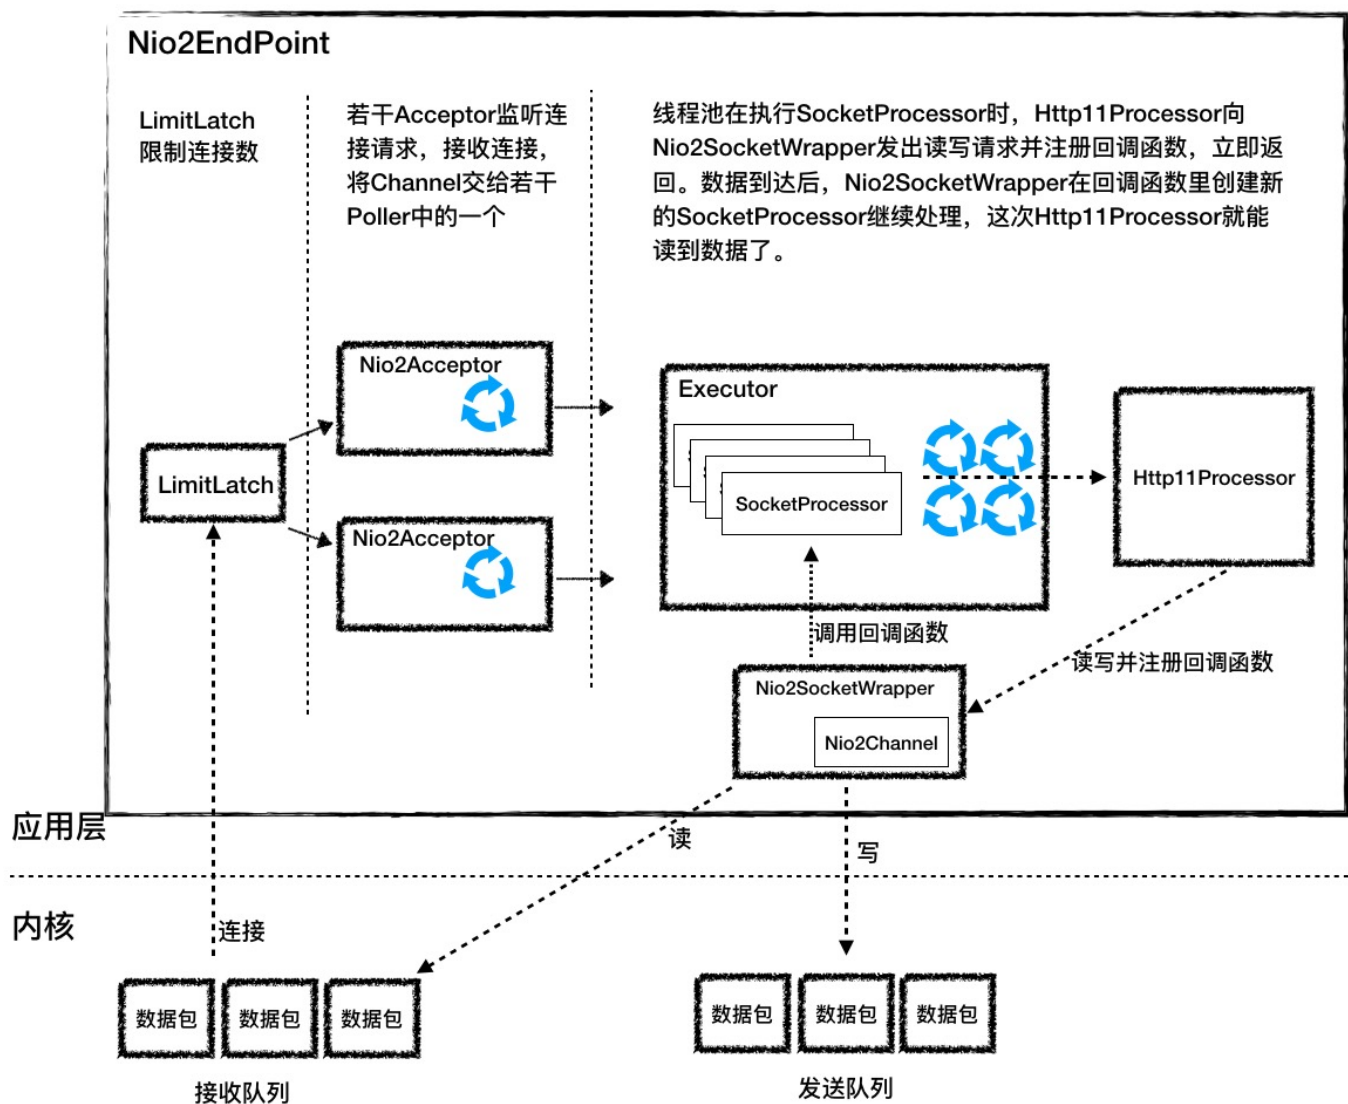 Nio2EndPoint
LimitLatch
限制连接数
若干Acceptor监听连
接请求，接收连接，
将Channel交给若干
Poller中的一个
线程池在执行SocketProcessor时，Http11Processor向
Nio2SocketWrapper发出读写请求并注册回调函数，立即返
回。数据到达后，Nio2SocketWrapper在回调函数里创建新
的SocketProcessor继续处理，这次Http11Processor就能
读到数据了。
Nio2Acceptor
Executor
LimitLatch
SocketProcessor
Http11Processor
Nio2Acceptor
调用回调函数
读写并注册回调函数
Nio2SocketWrapper
Nio2Channel
应用层
读
写
内核
连接
数据包
数据包
数据包
数据包
数据包
数据包
接收队列
发送队列